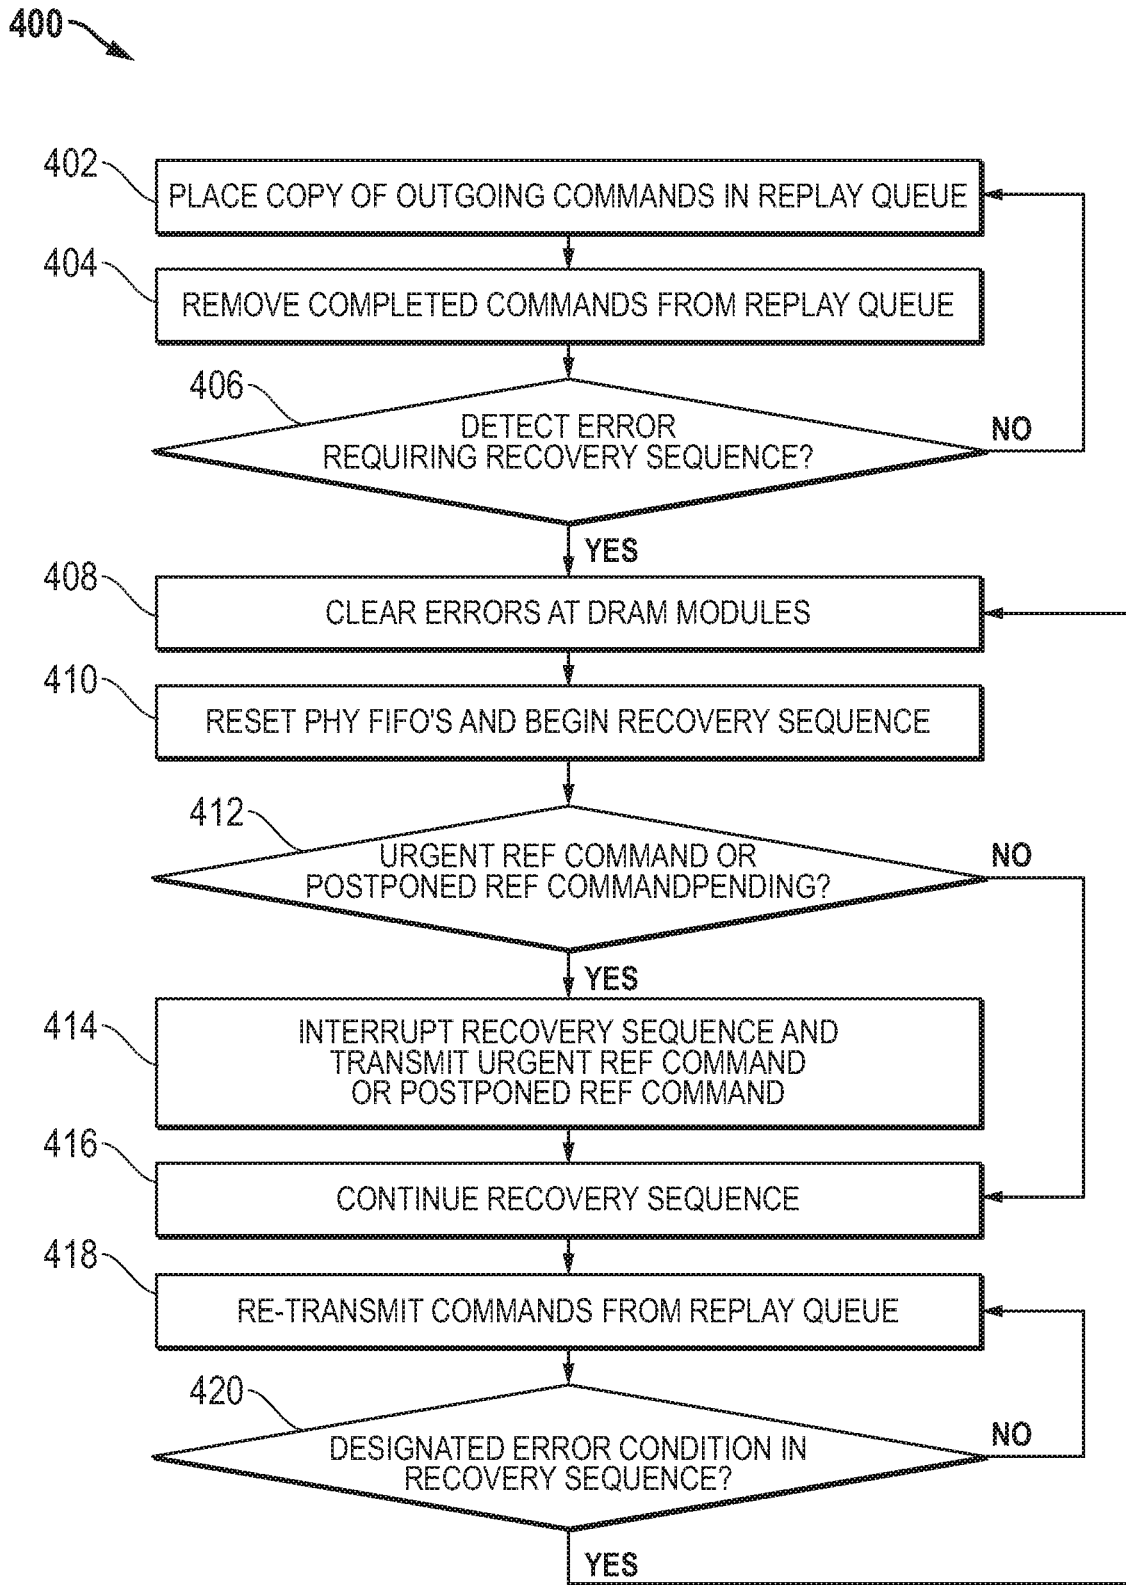 400
402
PLACE COPY OF OUTGOING COMMANDS IN REPLAY QUEUE
404
REMOVE COMPLETED COMMANDS FROM REPLAY QUEUE
406
DETECT ERROR
REQUIRING RECOVERY SEQUENCE?
NO
YES
408
CLEAR ERRORS AT DRAM MODULES
410
RESET PHY FIFO'S AND BEGIN RECOVERY SEQUENCE
412
URGENT REF COMMAND OR
POSTPONED REF COMMANDPENDING?
NO
YES
414
INTERRUPT RECOVERY SEQUENCE AND
TRANSMIT URGENT REF COMMAND
OR POSTPONED REF COMMAND
416
CONTINUE RECOVERY SEQUENCE
418
RE-TRANSMIT COMMANDS FROM REPLAY QUEUE
420
DESIGNATED ERROR CONDITION IN
RECOVERY SEQUENCE?
NO
YES